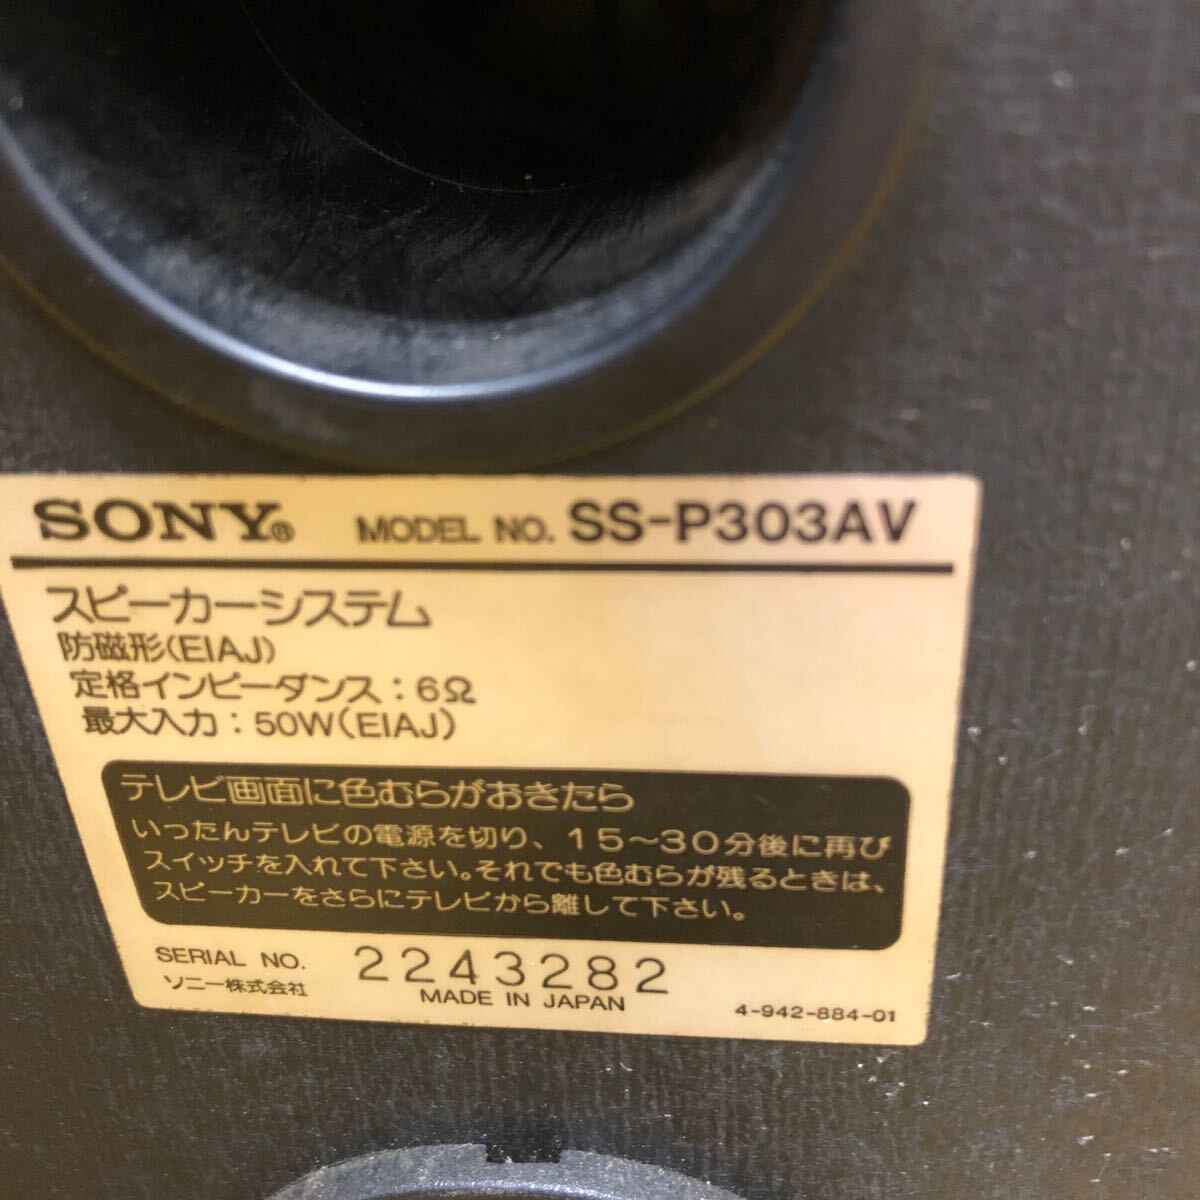 SONY® MODEL NO. SS-P303AV
スピーカーシステム
防磁形(EIAJ)
定格インピーダンス：6Ω
最大入力：50W(EIAJ)
テレビ画面に色むらがおきたら
いったんテレビの電源を切り、15〜30分後に再び
スイッチを入れて下さい。それでも色むらが残るときは、
スピーカーをさらにテレビから離して下さい。
SERIAL NO. 2243282
ソニー株式会社 MADE IN JAPAN 4-942-884-01